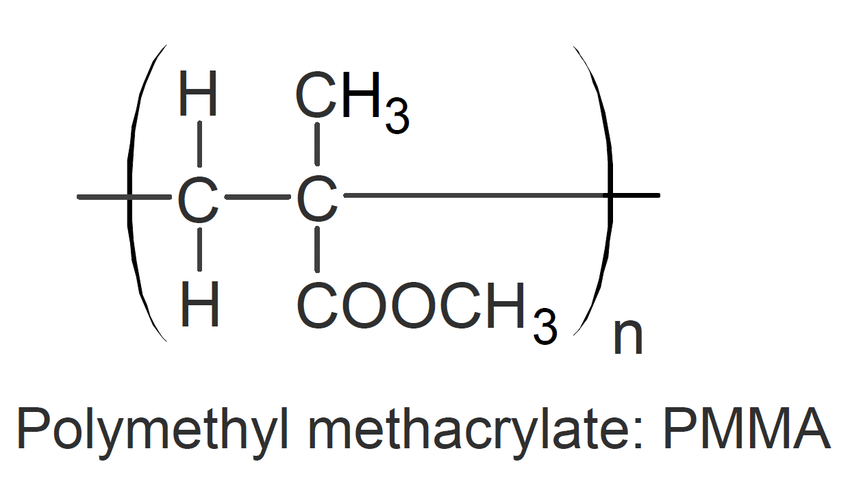 H CH₃
C C
H COOCH₃
n
Polymethyl methacrylate: PMMA